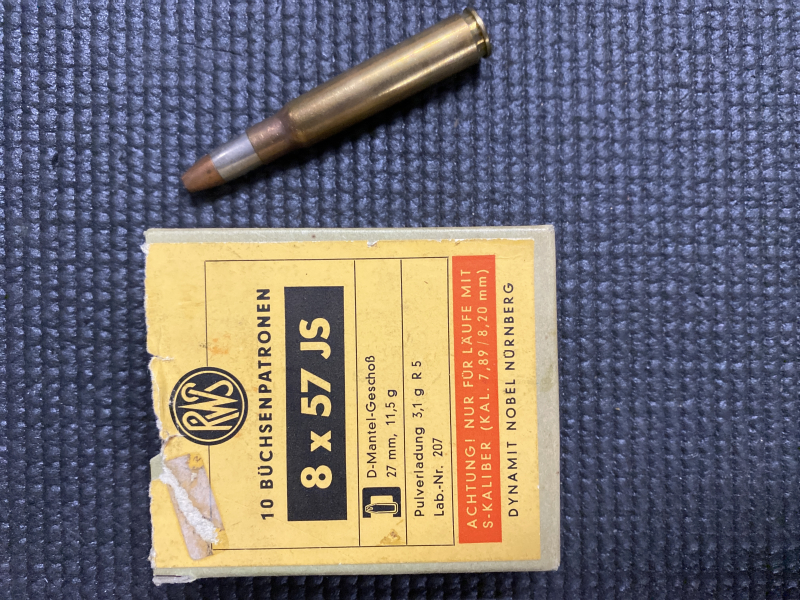 RWS
10 BÜCHSENPATRONEN
8 x 57 JS
D-Mantel-Geschoß
27 mm, 11,5 g
Pulverladung 3,1 g R 5
Lab.-Nr. 207
ACHTUNG! NUR FÜR LÄUFE MIT
S-KALIBER (KAL. 7,89/8,20 mm)
DYNAMIT NOBEL NÜRNBERG